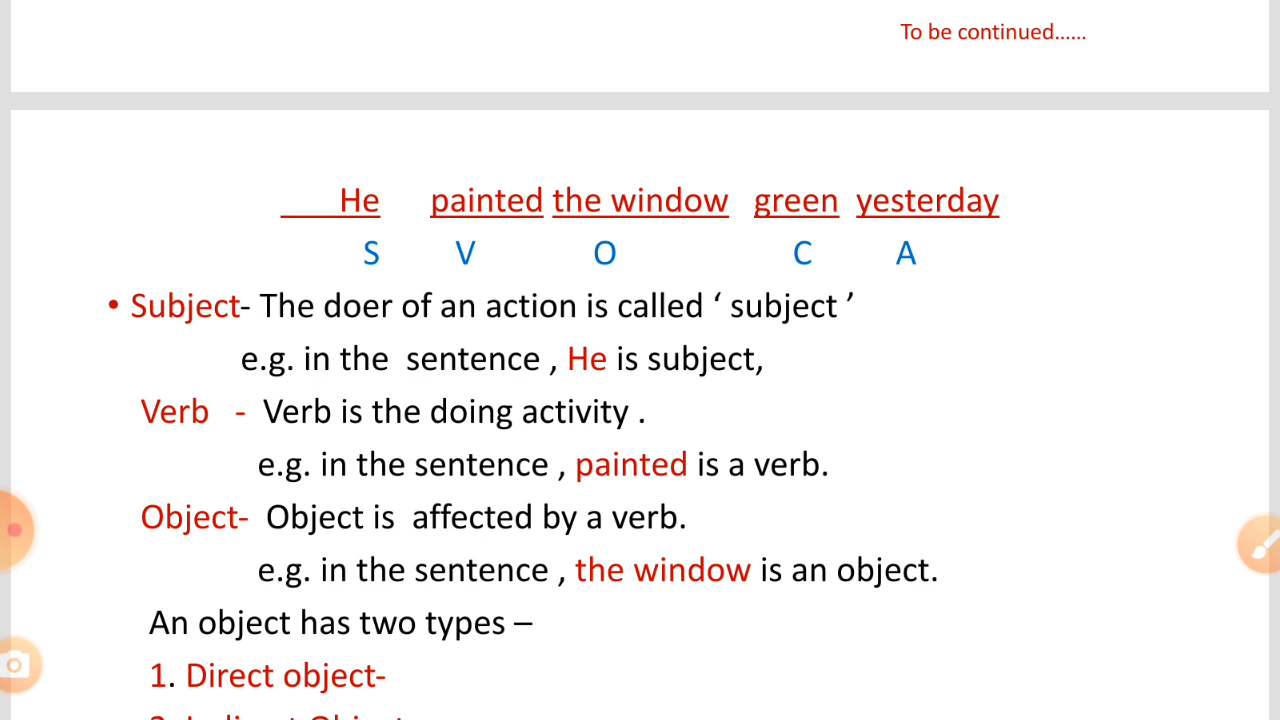 To be continued......
He painted the window green yesterday
S V O C A
• Subject- The doer of an action is called ‘ subject ’
e.g. in the sentence , He is subject,
Verb - Verb is the doing activity .
e.g. in the sentence , painted is a verb.
Object- Object is affected by a verb.
e.g. in the sentence , the window is an object.
An object has two types –
1. Direct object-